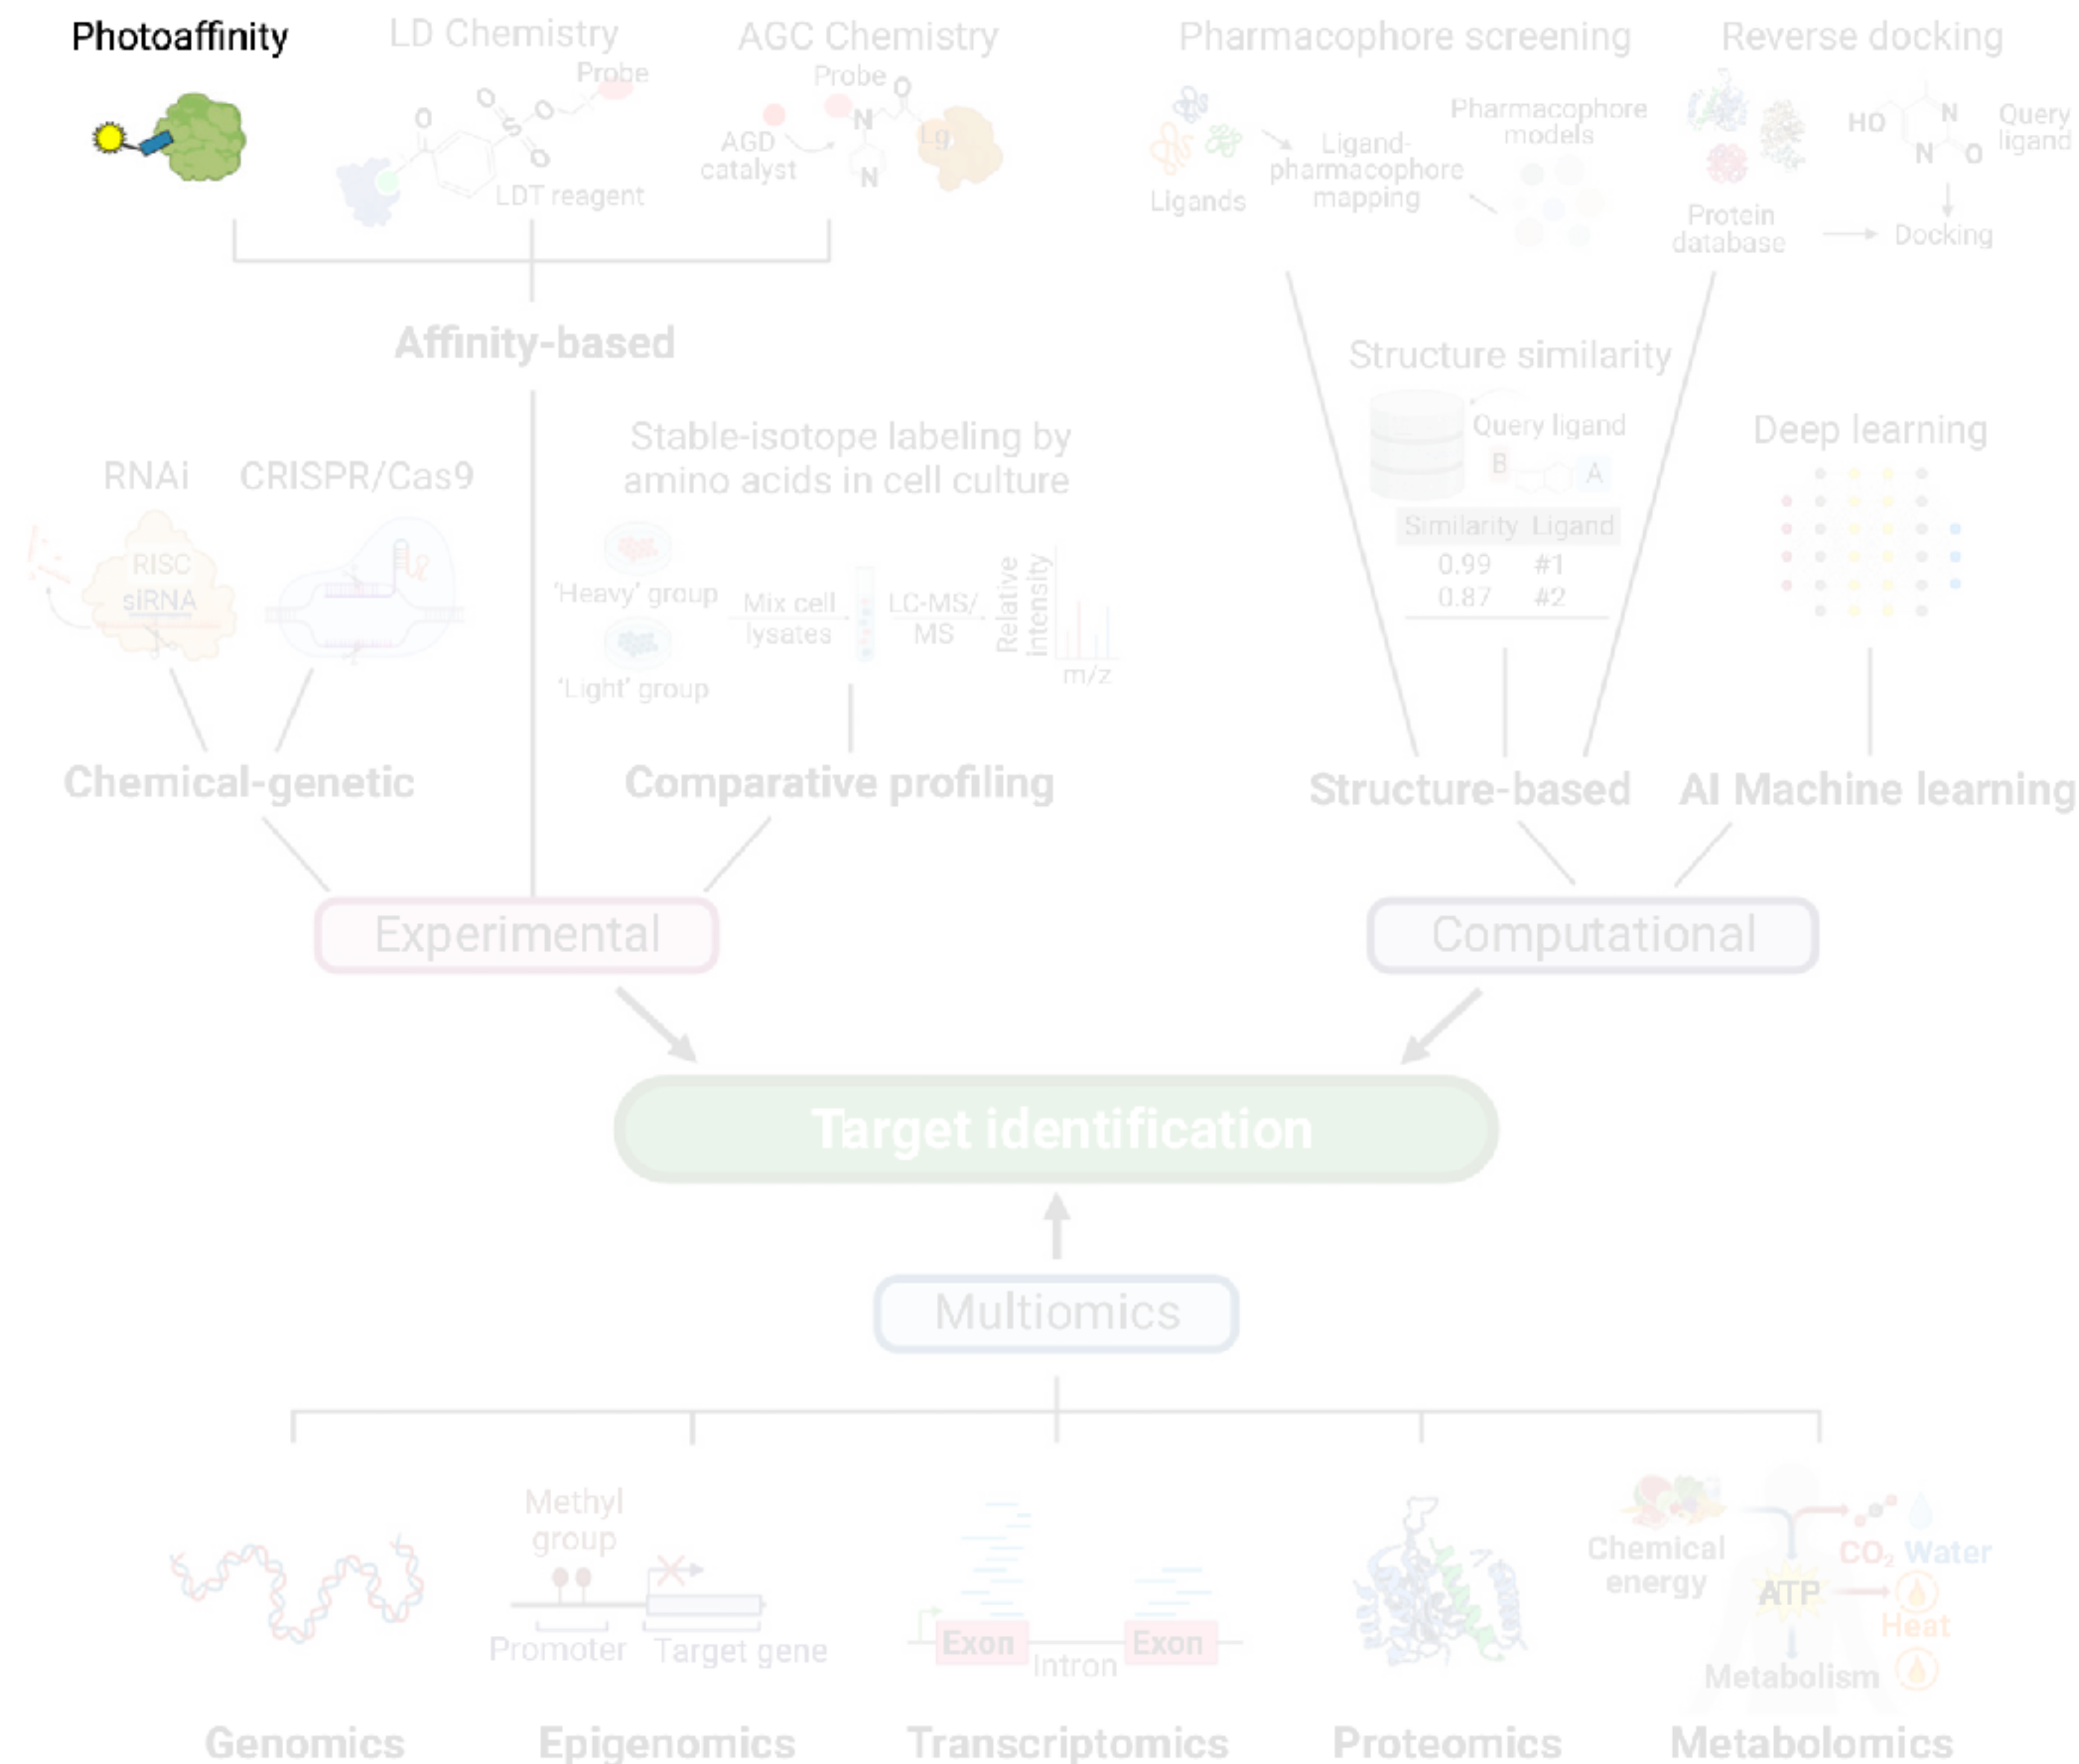 Photoaffinity
LD Chemistry
Probe
O
O
S
O
O
LDT reagent
AGC Chemistry
Probe
O
N
Lg
AGD
catalyst
N
Pharmacophore screening
Pharmacophore
models
Ligand-
pharmacophore
mapping
Ligands
Reverse docking
HO
N
N
O
Query
ligand
Protein
database
Docking
Affinity-based
Structure similarity
Query ligand
B
A
Similarity Ligand
0.99 #1
0.87 #2
Deep learning
RNAi
RISC
siRNA
CRISPR/Cas9
Stable-isotope labeling by
amino acids in cell culture
'Heavy' group
'Light' group
Mix cell
lysates
LC-MS/
MS
Relative
intensity
m/z
Chemical-genetic
Comparative profiling
Structure-based
AI Machine learning
Experimental
Computational
Target identification
Multiomics
Methyl
group
Promoter
Target gene
Exon
Intron
Exon
Chemical
energy
CO₂ Water
ATP
Heat
Metabolism
Genomics
Epigenomics
Transcriptomics
Proteomics
Metabolomics